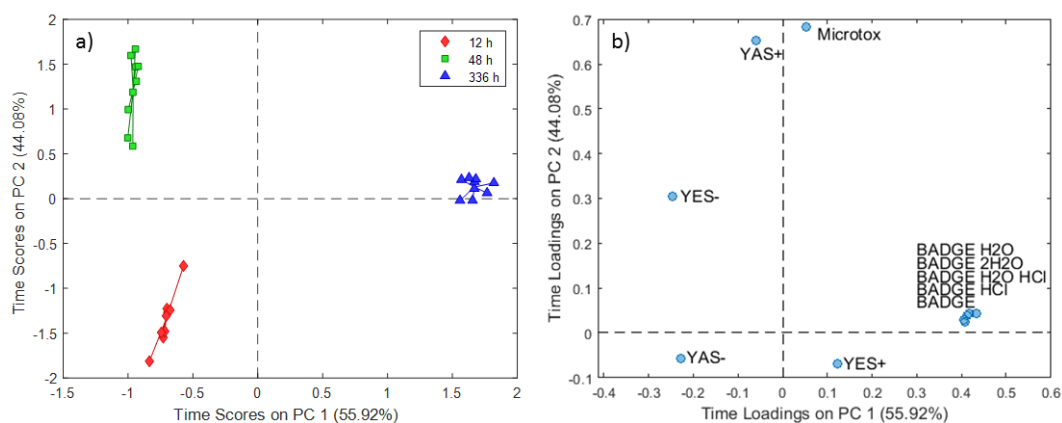 a)
2
1.5
1
0.5
0
-0.5
-1
-1.5
-2
-1.5
-1
-0.5
0
0.5
1
1.5
2
Time Scores on PC 1 (55.92%)
Time Scores on PC 2 (44.08%)
12 h
48 h
336 h
b)
0.7
0.6
0.5
0.4
0.3
0.2
0.1
0
-0.1
-0.4
-0.3
-0.2
-0.1
0
0.1
0.2
0.3
0.4
0.5
0.6
Time Loadings on PC 1 (55.92%)
Time Loadings on PC 2 (44.08%)
Microtox
YAS+
YES-
BADGE H2O
BADGE 2H2O
BADGE H2O HCl
BADGE HCl
BADGE
YAS-
YES+